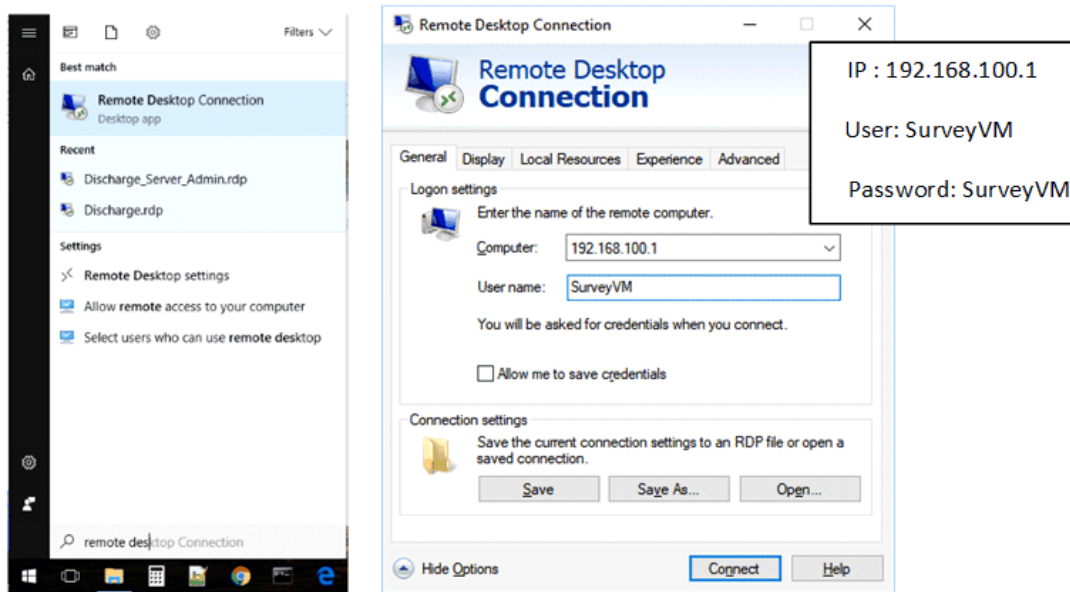 Filters
Best match
Remote Desktop Connection
Desktop app
Recent
Discharge_Server_Admin.rdp
Discharge.rdp
Settings
Remote Desktop settings
Allow remote access to your computer
Select users who can use remote desktop
remote desktop Connection
Remote Desktop Connection
Remote Desktop
Connection
General Display Local Resources Experience Advanced
Logon settings
Enter the name of the remote computer.
Computer: 192.168.100.1
User name: SurveyVM
You will be asked for credentials when you connect.
Allow me to save credentials
Connection settings
Save the current connection settings to an RDP file or open a
saved connection.
Save Save As... Open...
Hide Options Connect Help
IP : 192.168.100.1
User: SurveyVM
Password: SurveyVM